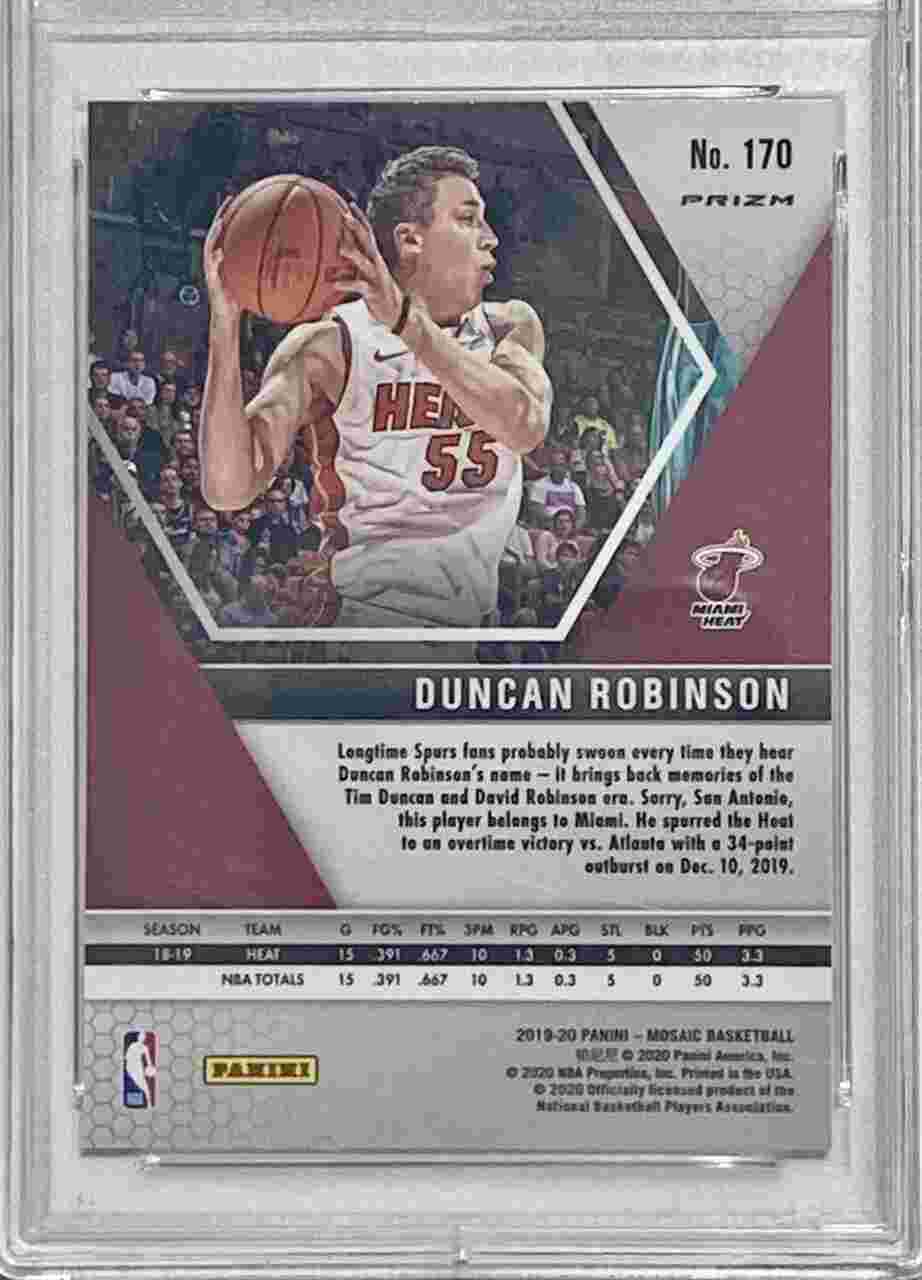 No. 170
PRIZM
HEA
55
MIAMI
HEAT
DUNCAN ROBINSON
Longtime Spurs fans probably swoon every time they hear
Duncan Robinson's name – it brings back memories of the
Tim Duncan and David Robinson era. Sorry, San Antonio,
this player belongs to Miami. He spurred the Heat
to an overtime victory vs. Atlanta with a 34-point
outburst on Dec. 10, 2019.
SEASON TEAM G FG% FT% 3PM RPG APG STL BLK PTS PPG
18-19 HEAT 15 .391 .667 10 1.3 0.3 5 0 50 3.3
NBA TOTALS 15 .391 .667 10 1.3 0.3 5 0 50 3.3
2019-20 PANINI – MOSAIC BASKETBALL
© 2020 Panini America, Inc.
© 2020 NBA Properties, Inc. Printed in the USA.
© 2020 Officially licensed product of the
National Basketball Players Association.
PANINI